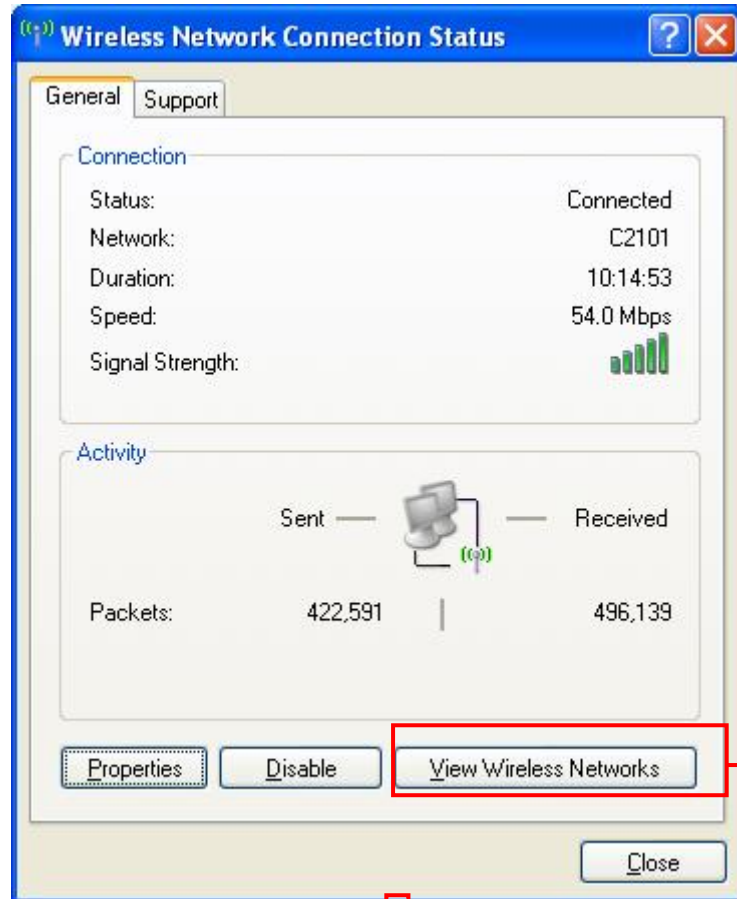 Wireless Network Connection Status
General Support
Connection
Status: Connected
Network: C2101
Duration: 10:14:53
Speed: 54.0 Mbps
Signal Strength:
Activity
Sent Received
Packets: 422,591 496,139
Properties Disable View Wireless Networks
Close